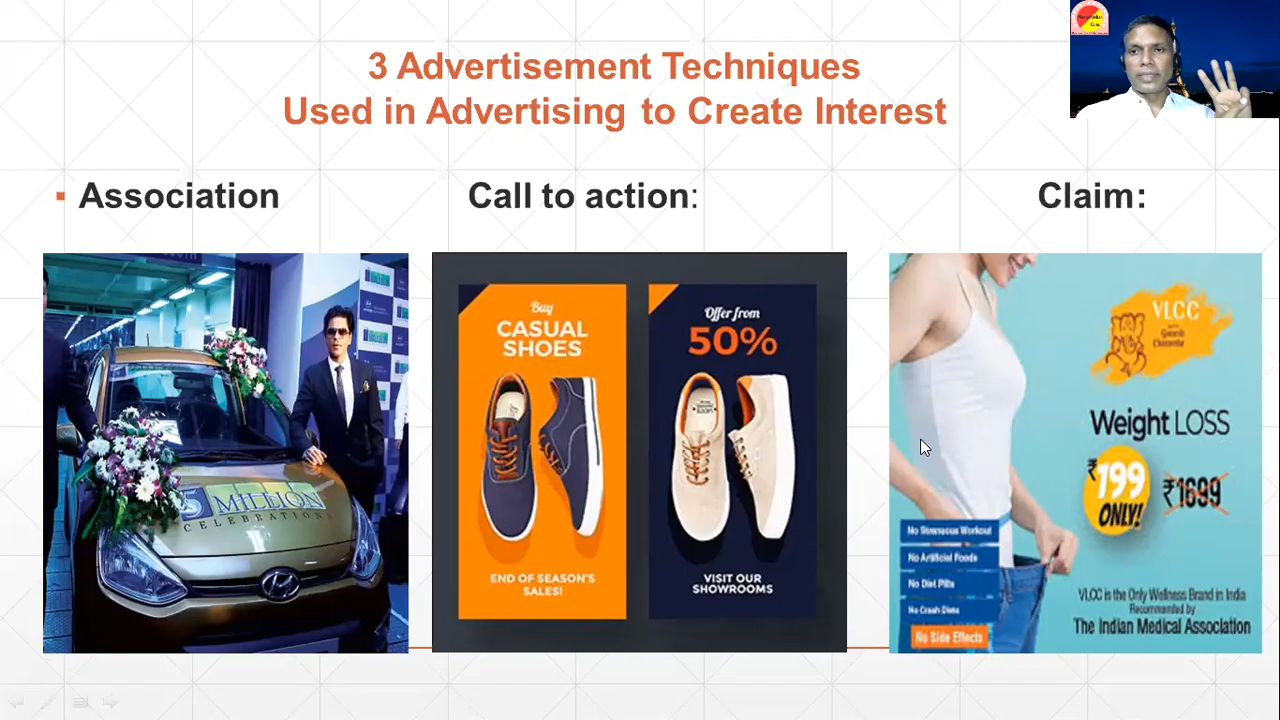 3 Advertisement Techniques
Used in Advertising to Create Interest
▪ Association
Call to action:
Claim:
5 MILLION
CELEBRATION
Buy
CASUAL
SHOES
END OF SEASON'S
SALES!
Offer from
50%
VISIT OUR
SHOWROOMS
VLCC
Ganesh
Chaturthi
Weight LOSS
₹199
ONLY!
₹1699
No Strenuous Workout
No Artificial Foods
No Diet Pills
No Crash Diets
No Side Effects
VLCC is the Only Wellness Brand in India
Recommended by
The Indian Medical Association